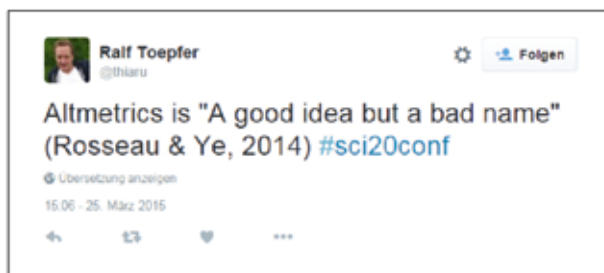 Ralf Toepfer
@thiaru
Folgen
Altmetrics is "A good idea but a bad name"
(Rosseau & Ye, 2014) #sci20conf
Übersetzung anzeigen
15:06 - 25. März 2015